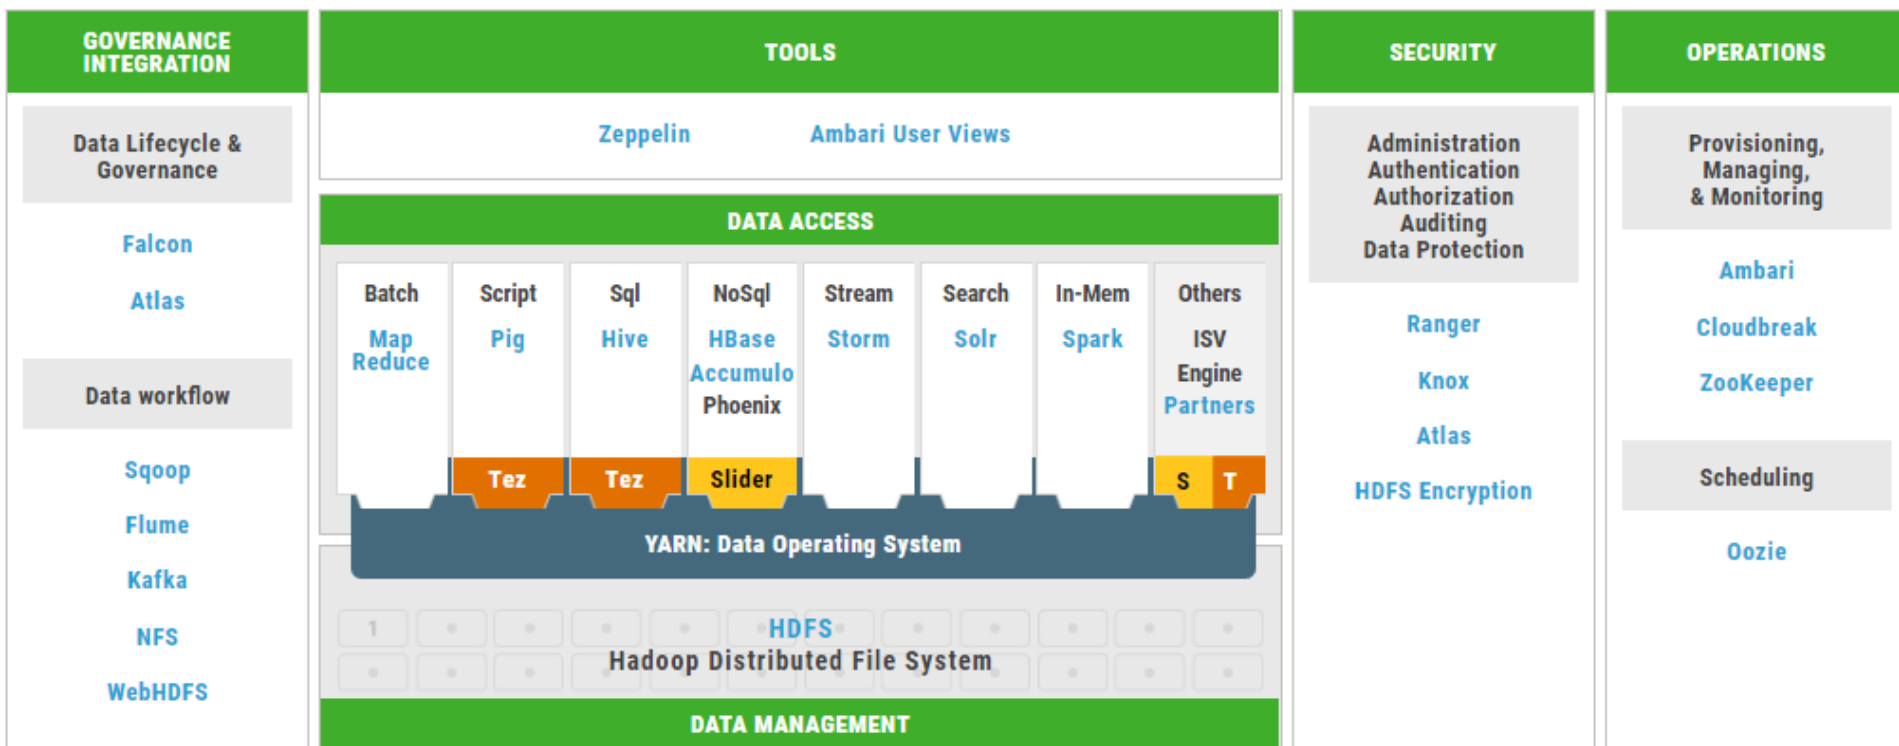 GOVERNANCE
INTEGRATION
Data Lifecycle &
Governance
Falcon
Atlas
Data workflow
Sqoop
Flume
Kafka
NFS
WebHDFS
TOOLS
Zeppelin
Ambari User Views
DATA ACCESS
Batch
Map
Reduce
Script
Pig
Tez
Sql
Hive
Tez
NoSql
HBase
Accumulo
Phoenix
Slider
Stream
Storm
Search
Solr
In-Mem
Spark
Others
ISV
Engine
Partners
S
T
YARN: Data Operating System
1
HDFS
Hadoop Distributed File System
DATA MANAGEMENT
SECURITY
Administration
Authentication
Authorization
Auditing
Data Protection
Ranger
Knox
Atlas
HDFS Encryption
OPERATIONS
Provisioning,
Managing,
& Monitoring
Ambari
Cloudbreak
ZooKeeper
Scheduling
Oozie